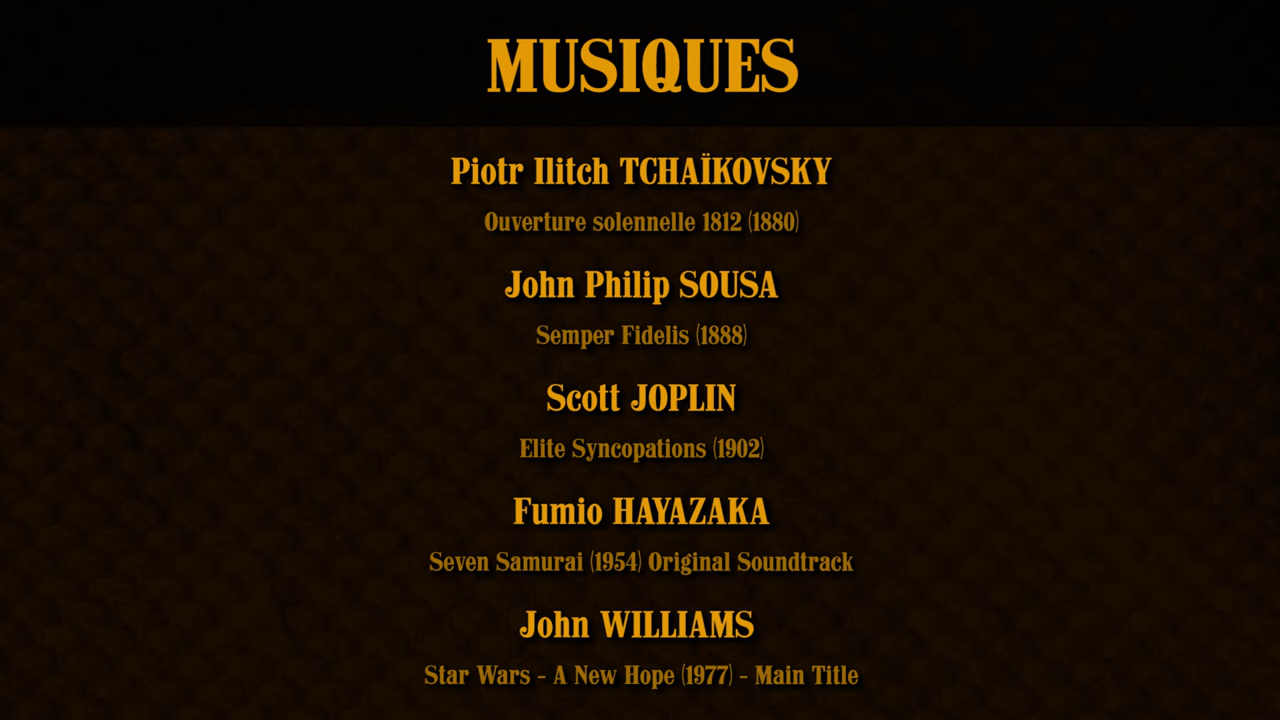 MUSIQUES
Piotr Ilitch TCHAÏKOVSKY
Ouverture solennelle 1812 (1880)
John Philip SOUSA
Semper Fidelis (1888)
Scott JOPLIN
Elite Syncopations (1902)
Fumio HAYAZAKA
Seven Samurai (1954) Original Soundtrack
John WILLIAMS
Star Wars - A New Hope (1977) - Main Title